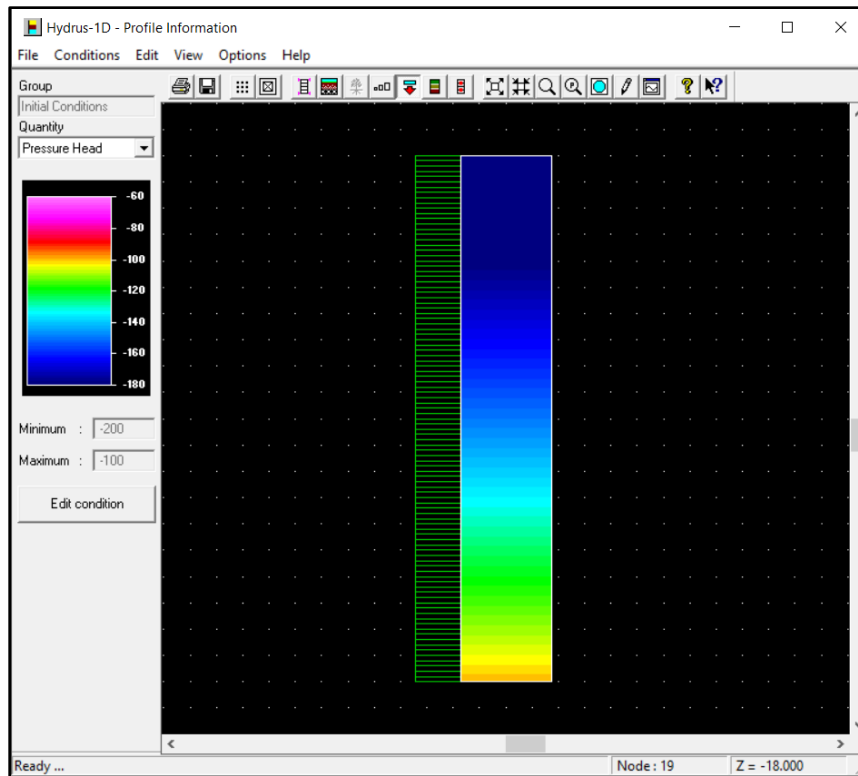 Hydrus-1D - Profile Information
File Conditions Edit View Options Help
Group
Initial Conditions
Quantity
Pressure Head
-60
-80
-100
-120
-140
-160
-180
Minimum : -200
Maximum : -100
Edit condition
Ready ... Node : 19 Z = -18.000